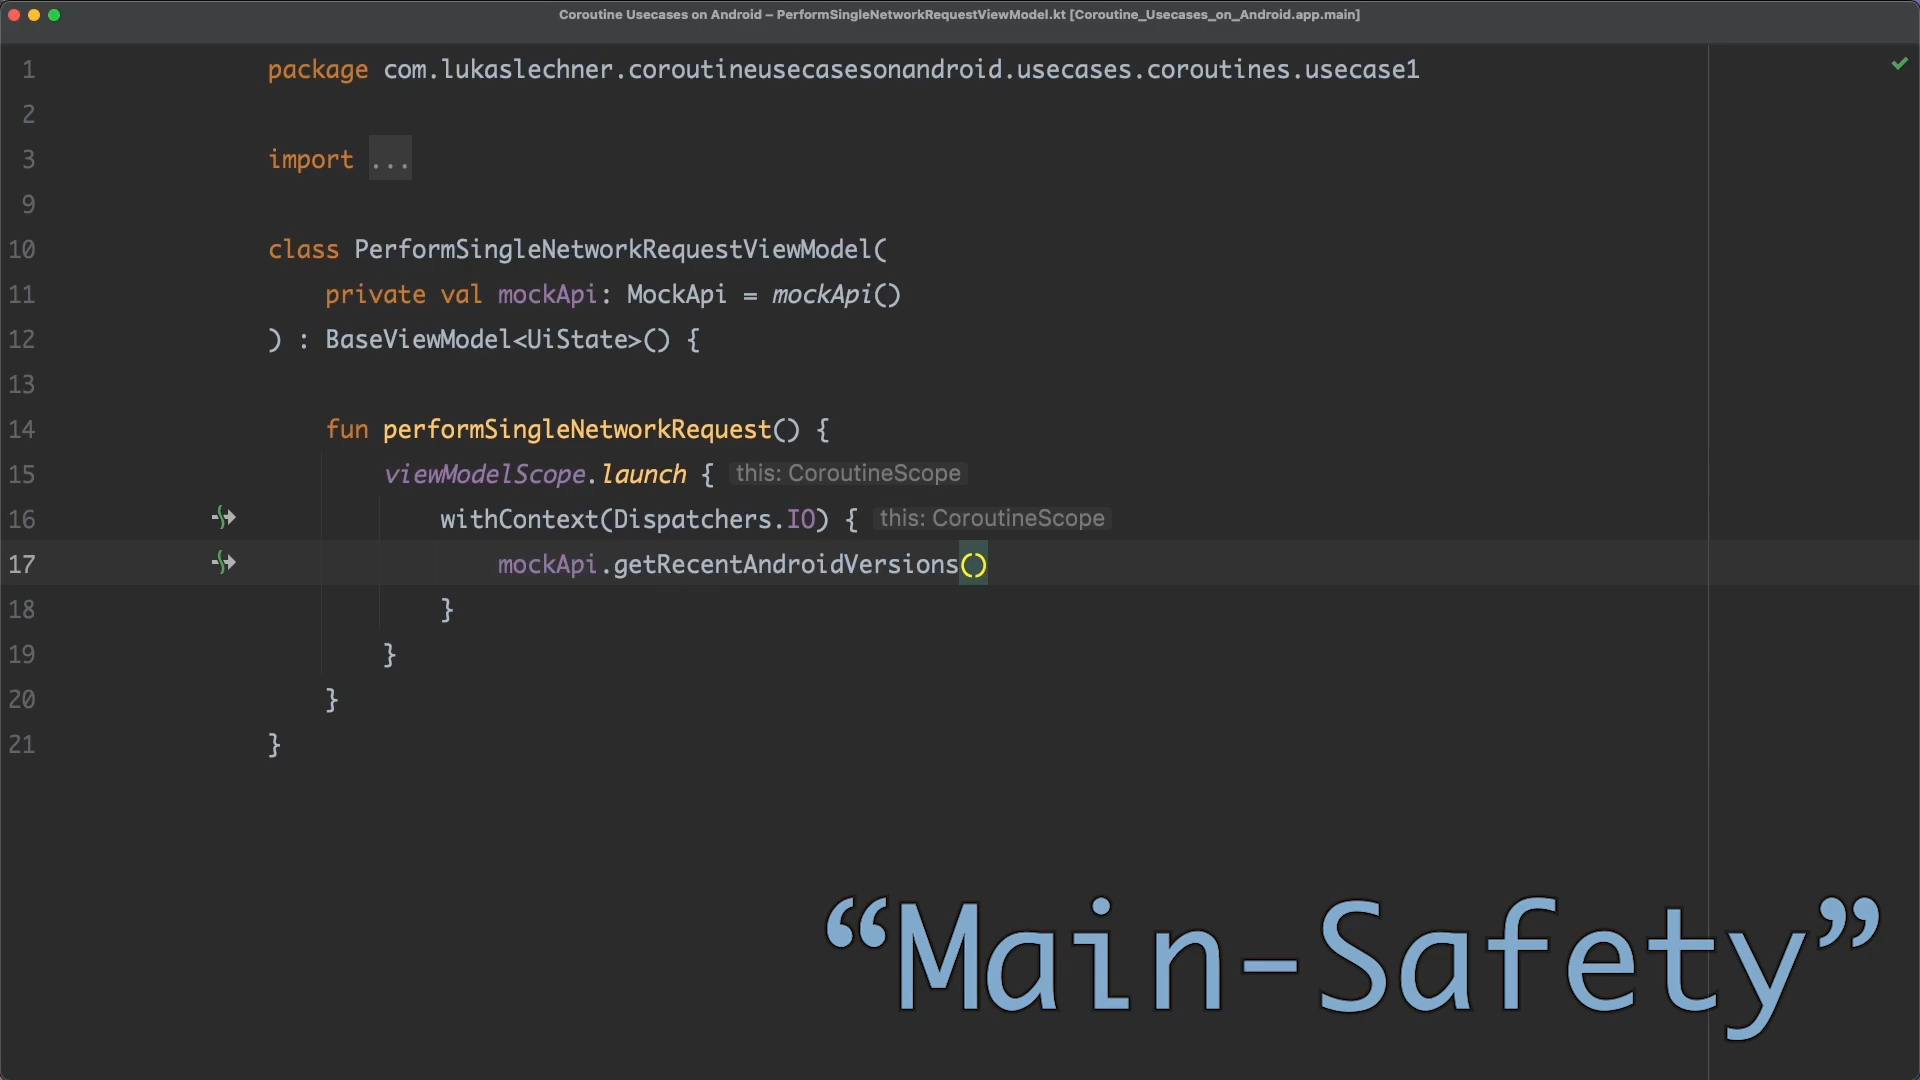 Coroutine Usecases on Android – PerformSingleNetworkRequestViewModel.kt [Coroutine_Usecases_on_Android.app.main]
1 package com.lukaslechner.coroutineusecasesonandroid.usecases.coroutines.usecase1
2
3 import ...
9
10 class PerformSingleNetworkRequestViewModel(
11 private val mockApi: MockApi = mockApi()
12 ) : BaseViewModel<UiState>() {
13
14 fun performSingleNetworkRequest() {
15 viewModelScope.launch { this: CoroutineScope
16 withContext(Dispatchers.IO) { this: CoroutineScope
17 mockApi.getRecentAndroidVersions()
18 }
19 }
20 }
21 }
“Main-Safety”